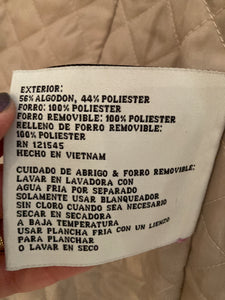 EXTERIOR:
56% ALGODON, 44% POLIESTER
FORRO: 100% POLIESTER
FORRO REMOVIBLE: 100% POLIESTER
RELLENO DE FORRO REMOVIBLE:
100% POLIESTER
RN 121545
HECHO EN VIETNAM
CUIDADO DE ABRIGO & FORRO REMOVIBLE:
LAVAR EN LAVADORA CON
AGUA FRIA POR SEPARADO
SOLAMENTE USAR BLANQUEADOR
SIN CLORO CUANDO SEA NECESARIO
SECAR EN SECADORA
A BAJA TEMPERATURA
USAR PLANCHA FRIA CON UN LIENZO
PARA PLANCHAR
O LAVAR EN SECO